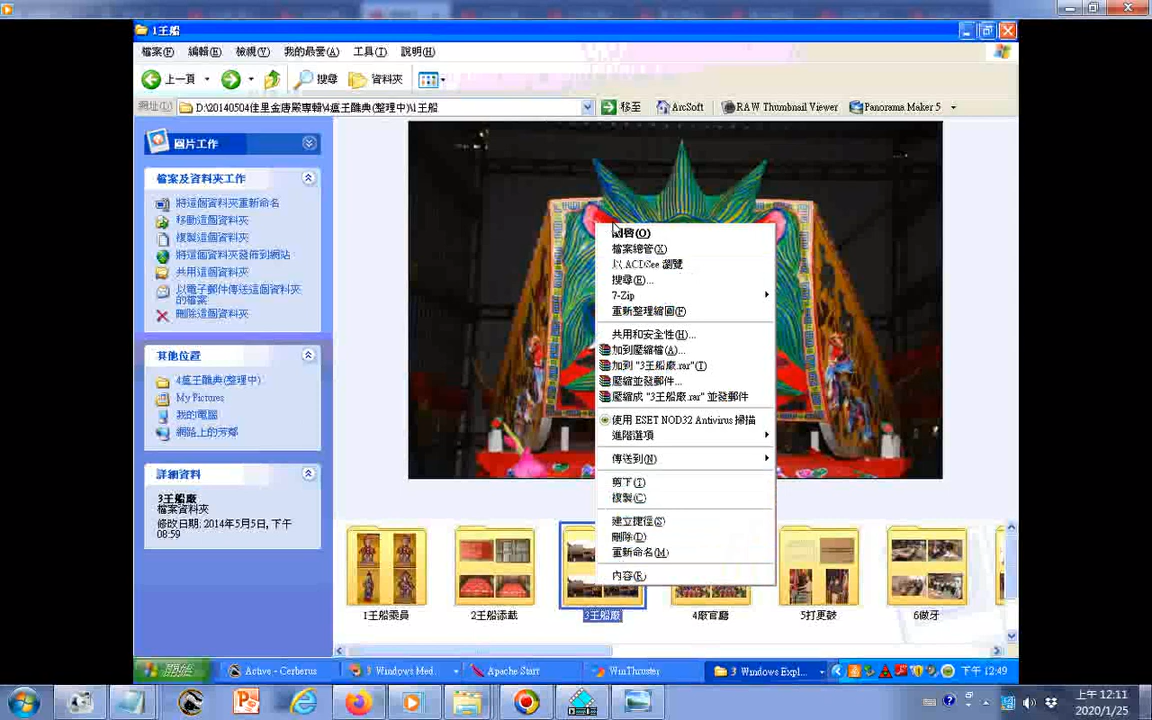 1王船
檔案(F) 編輯(E) 檢視(V) 我的最愛(A) 工具(T) 說明(H)
上一頁 搜尋 資料夾
網址(D) D:\20140504佳里金唐殿專輯\4瘟王醮典(整理中)\1王船 移至 ArcSoft RAW Thumbnail Viewer Panorama Maker 5
圖片工作
檔案及資料夾工作
將這個資料夾重新命名
移動這個資料夾
複製這個資料夾
將這個資料夾發佈到網站
共用這個資料夾
以電子郵件傳送這個資料夾
的檔案
刪除這個資料夾
其他位置
4瘟王醮典(整理中)
My Pictures
我的電腦
網路上的芳鄰
詳細資料
3王船廠
檔案資料夾
修改日期: 2014年5月5日, 下午
08:59
開啓(O)
檔案總管(X)
以 ACDSee 瀏覽
搜尋(E)...
7-Zip
重新整理縮圖(F)
共用和安全性(H)...
加到壓縮檔(A)...
加到 "3王船廠.rar"(T)
壓縮並發郵件...
壓縮成 "3王船廠.rar" 並發郵件
使用 ESET NOD32 Antivirus 掃描
進階選項
傳送到(N)
剪下(T)
複製(C)
建立捷徑(S)
刪除(D)
重新命名(M)
內容(R)
1王船委員 2王船添載 3王船廠 4廠官廳 5打更鼓 6做牙
開始 Active - Cerberus 3 Windows Med... Apache Start WinThruster 3 Windows Expl... 下午 12:49
上午 12:11
2020/1/25